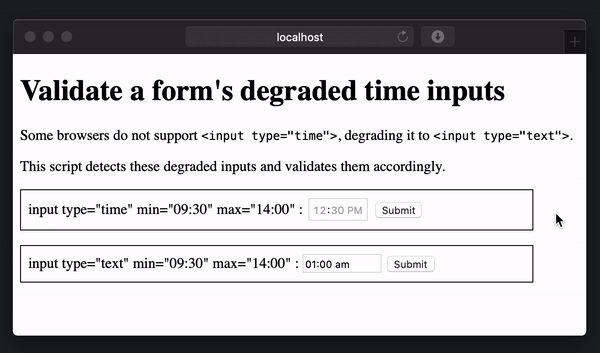 localhost
Validate a form's degraded time inputs
Some browsers do not support <input type="time">, degrading it to <input type="text">.
This script detects these degraded inputs and validates them accordingly.
input type="time" min="09:30" max="14:00" : 12:30 PM Submit
input type="text" min="09:30" max="14:00" : 01:00 am Submit